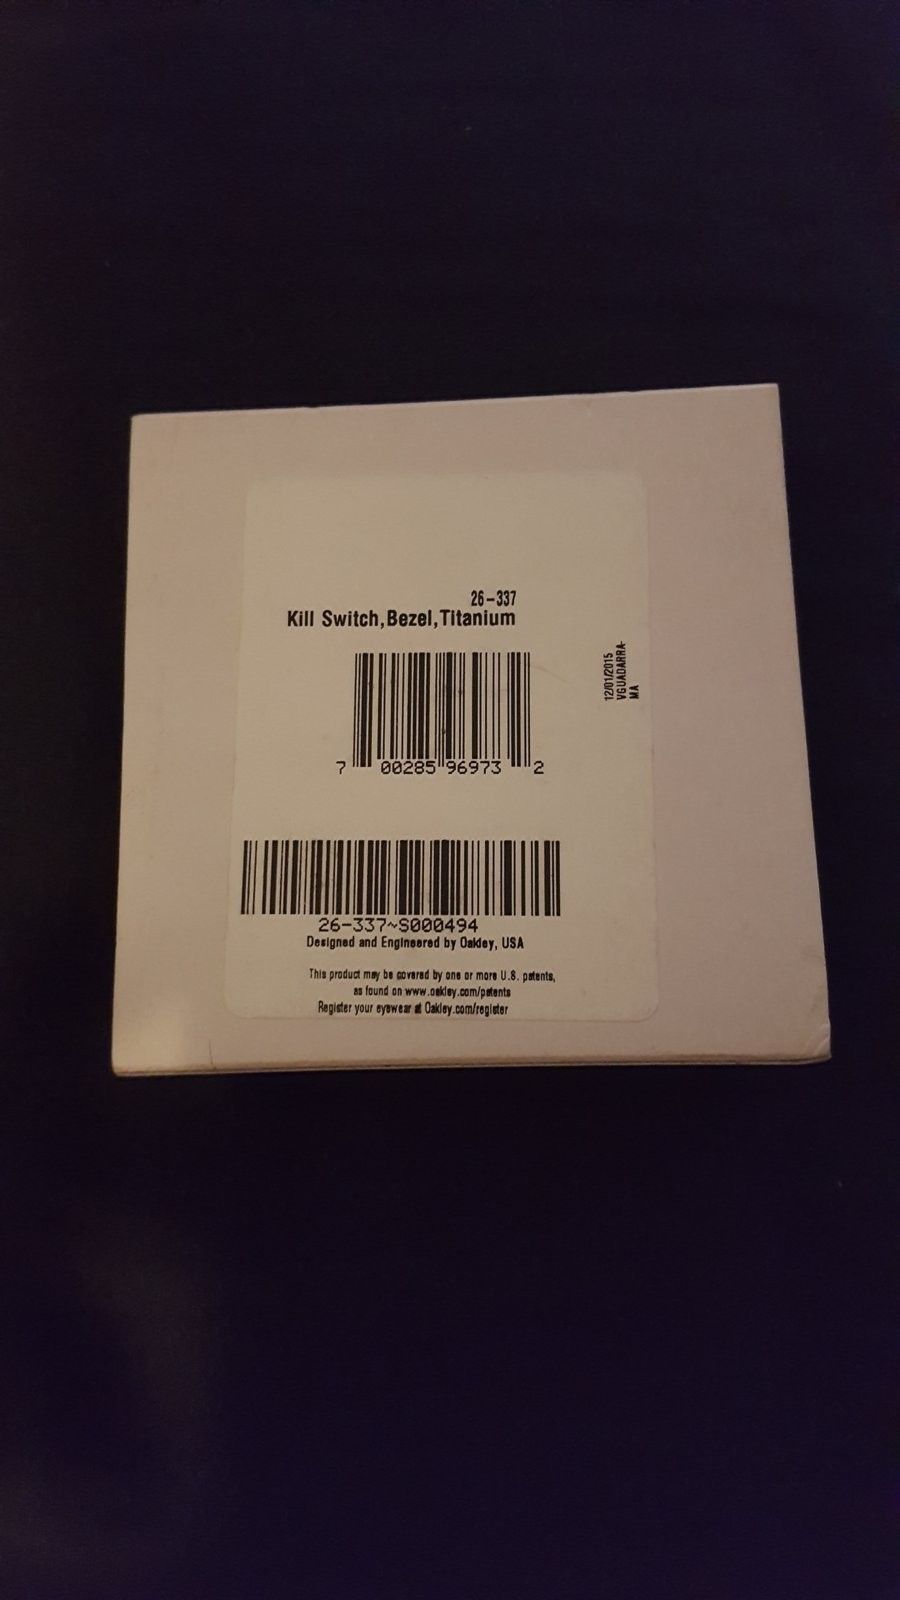 26-337
Kill Switch,Bezel,Titanium
12/01/2015
VGUADARRA-
MA
7 00285 96973 2
26-337~S000494
Designed and Engineered by Oakley, USA
This product may be covered by one or more U.S. patents,
as found on www.oakley.com/patents
Register your eyewear at Oakley.com/register